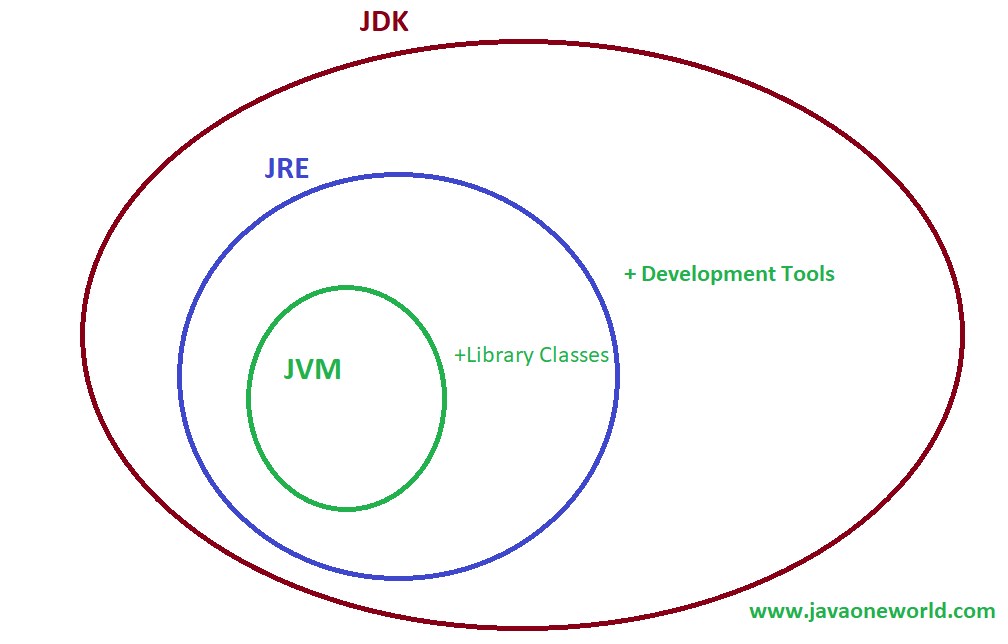 JDK
JRE
+ Development Tools
+Library Classes
JVM
www.javaoneworld.com